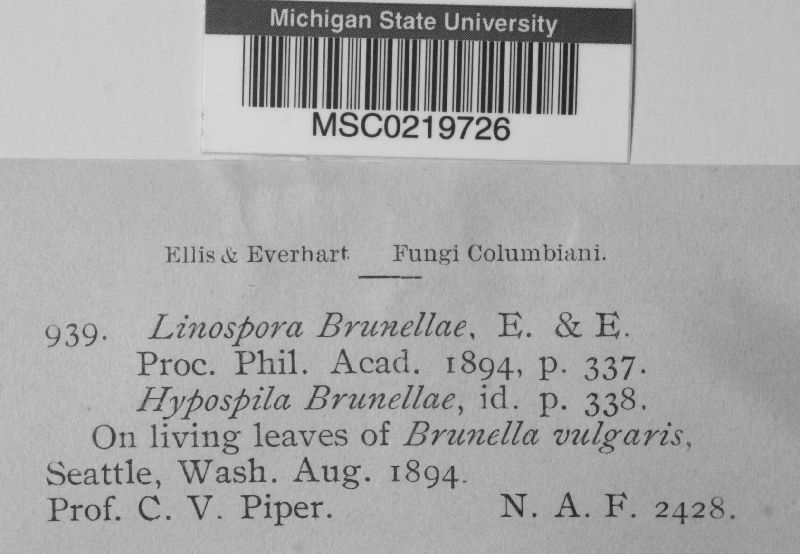 Michigan State University
MSC0219726
Ellis & Everhart Fungi Columbiani.
939. Linospora Brunellae, E. & E.
Proc. Phil. Acad. 1894, p. 337.
Hypospila Brunellae, id. p. 338.
On living leaves of Brunella vulgaris,
Seattle, Wash. Aug. 1894.
Prof. C. V. Piper. N. A. F. 2428.